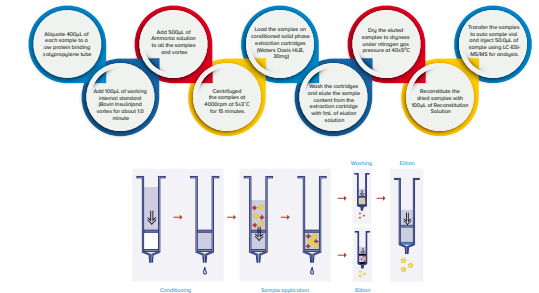 Aliquate 400µL of
each sample to a
low protein binding
polypropylene tube
Add 100µL of working
internal standard
(Bovin Insulin)and
vortex for about 1.0
minute
Add 500µL of
Ammonia solution
to all the samples
and vortex
Centrifuged
the samples at
4000rpm at 5±3°C
for 15 minutes.
Load the samples on
conditioned solid phase
extraction cartridges
(Waters Oasis HLB,
30mg)
Wash the cartridges
and elute the sample
content from the
extraction cartridge
with 1mL of elution
solution
Dry the eluted
samples to dryness
under nitrogen gas
pressure at 40±5°C
Reconstitute the
dried samples with
100µL of Reconstitution
Solution
Transfer the samples
to auto sample vial
and inject 50.0µL of
sample using LC-ESI-
MS/MS for analysis.
Washing
Elition
Conditioning
Sample application
Elition